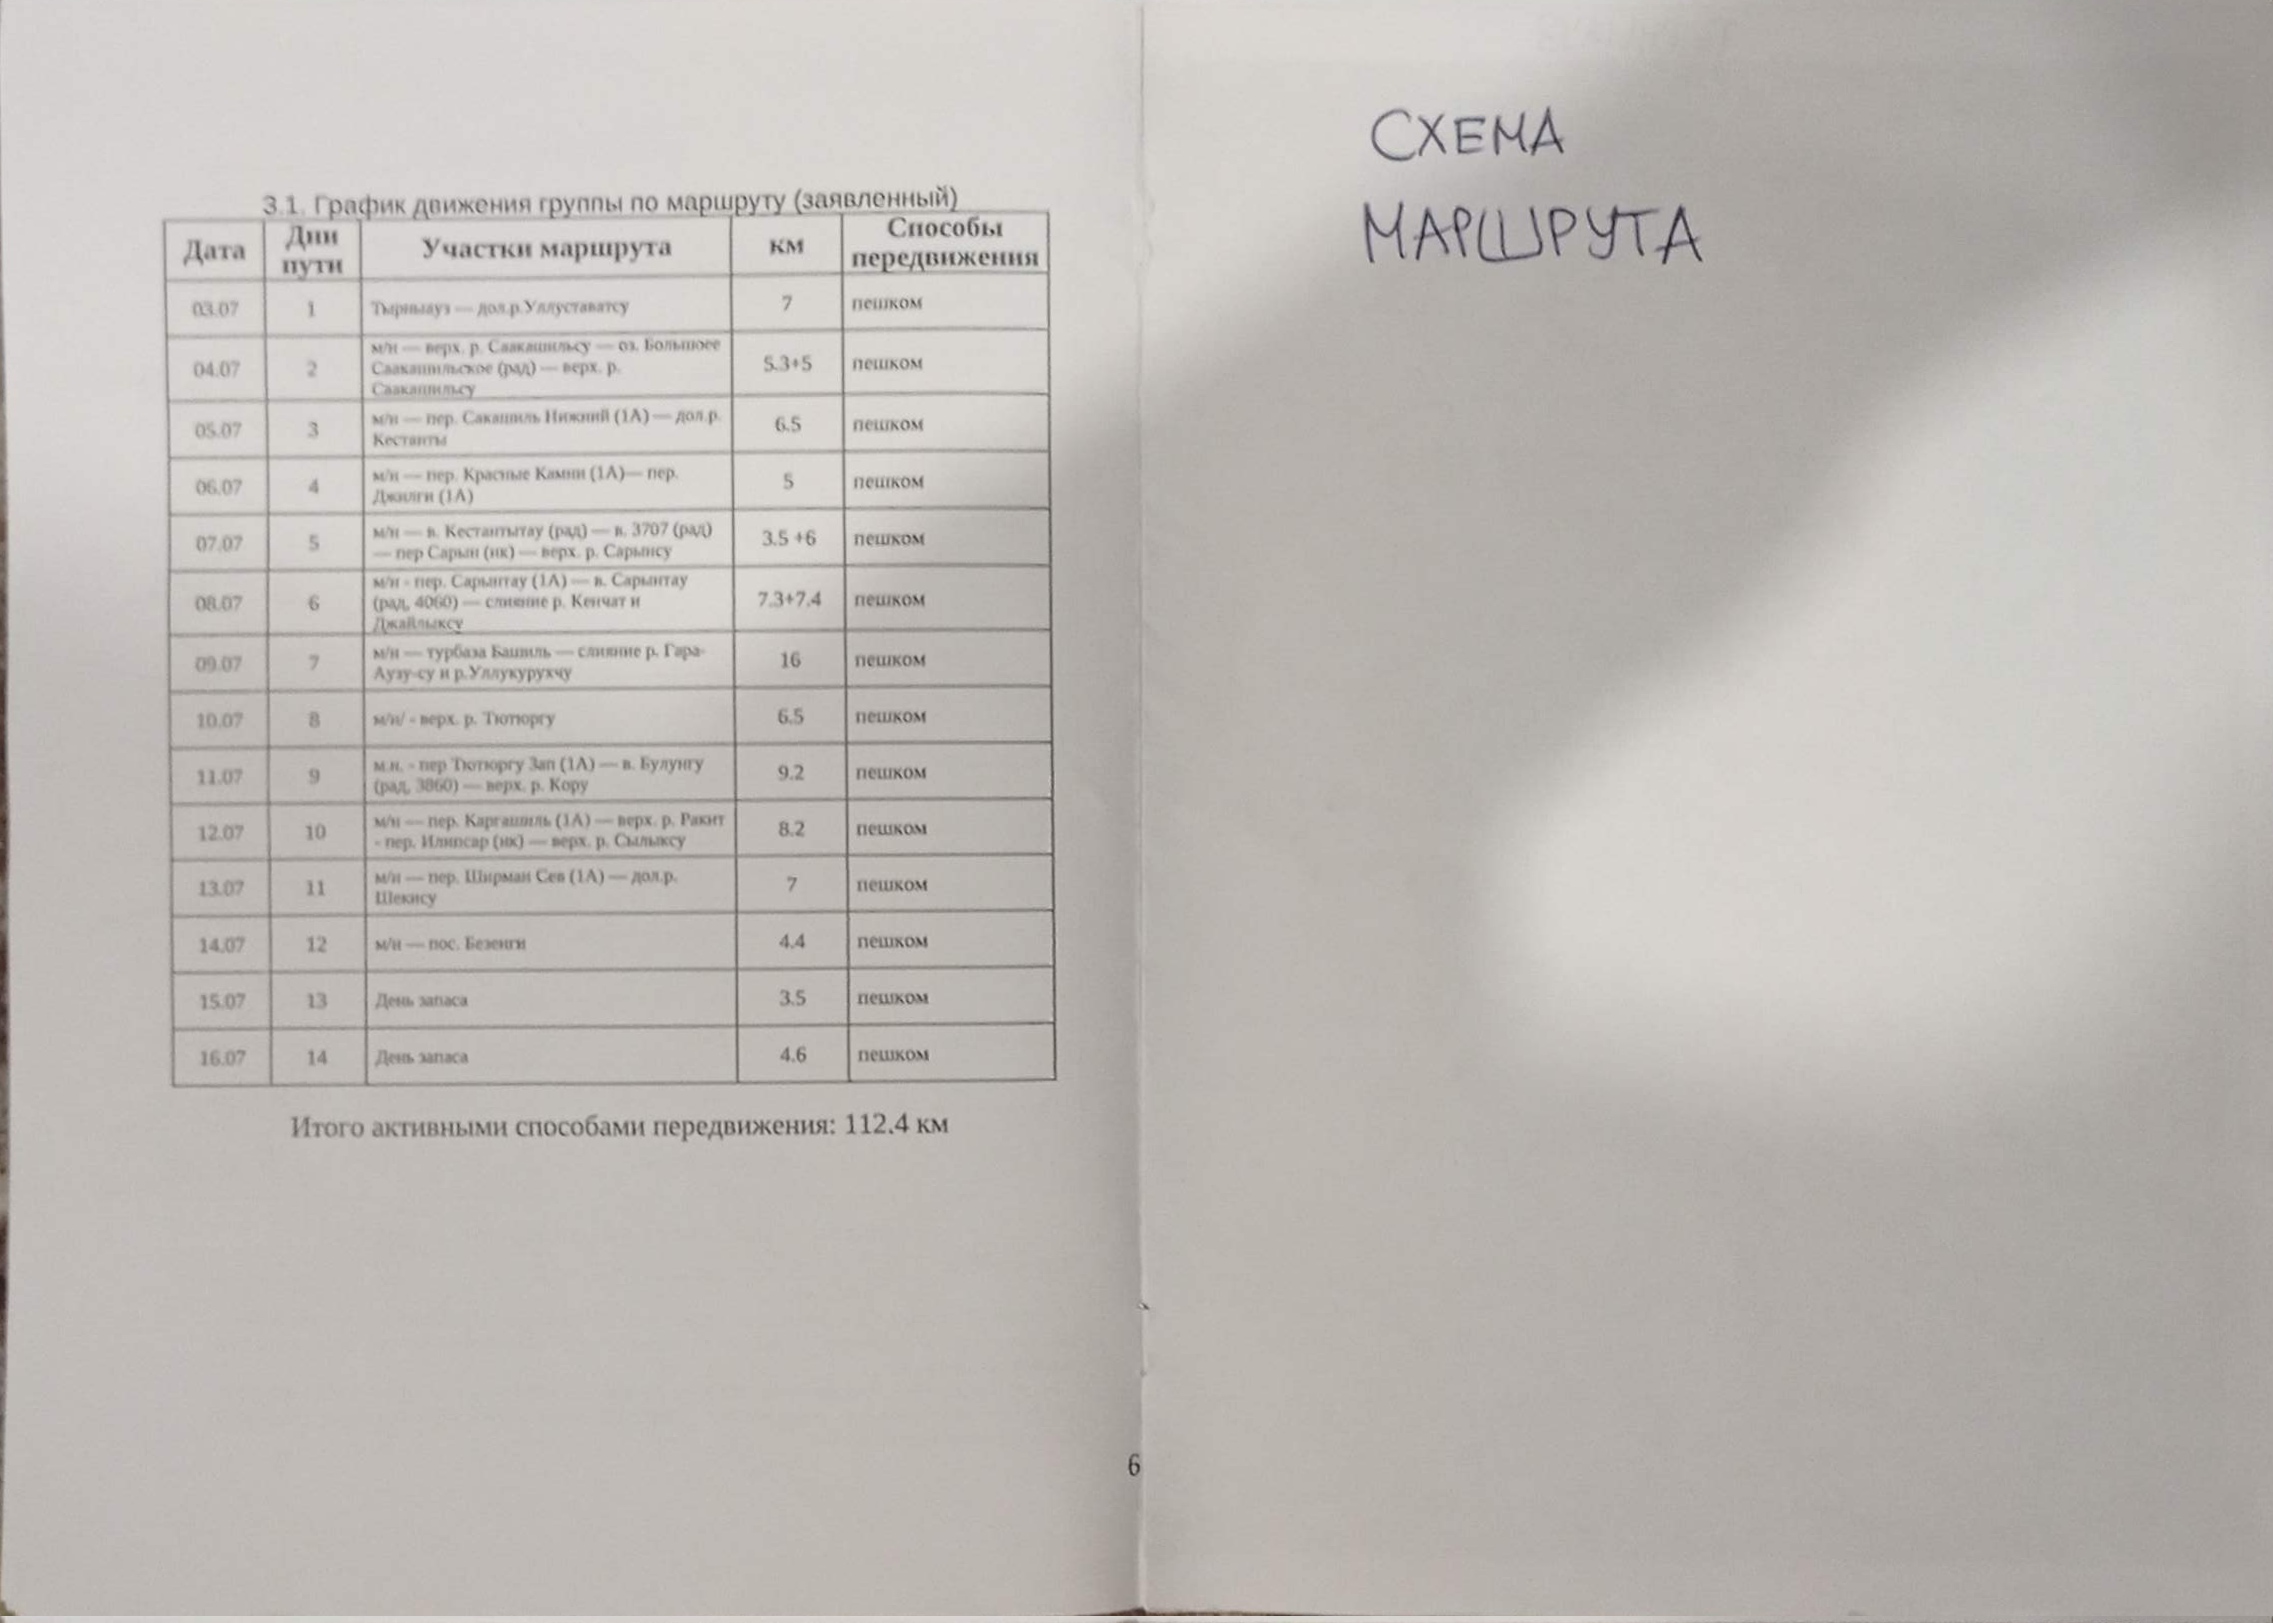 3.1. График движения группы по маршруту (заявленный)
Дата Дни пути Участки маршрута км Способы передвижения
03.07 1 Тырныауз — дол.р.Уллуставатсу 7 пешком
04.07 2 м/н — верх. р. Саакашильсу — оз. Большоее
Саакашильское (рад) — верх. р.
Саакашильсу 5.3+5 пешком
05.07 3 м/н — пер. Сакашиль Нижний (1А) — дол.р.
Кестанты 6.5 пешком
06.07 4 м/н — пер. Красные Камни (1А)— пер.
Джилги (1А) 5 пешком
07.07 5 м/н — в. Кестантытау (рад) — в. 3707 (рад)
— пер Сарын (нк) — верх. р. Сарынсу 3.5 +6 пешком
08.07 6 м/н - пер. Сарынтау (1А) — в. Сарынтау
(рад, 4060) — слияние р. Кенчат и
Джайлыксу 7.3+7.4 пешком
09.07 7 м/н — турбаза Башиль — слияние р. Гара-
Аузу-су и р.Уллукурукчу 16 пешком
10.07 8 м/н/ - верх. р. Тютюргу 6.5 пешком
11.07 9 м.н. - пер Тютюргу Зап (1А) — в. Булунгу
(рад, 3860) — верх. р. Кору 9.2 пешком
12.07 10 м/н — пер. Каргашиль (1А) — верх. р. Ракит
- пер. Илипсар (нк) — верх. р. Сылыксу 8.2 пешком
13.07 11 м/н — пер. Ширман Сев (1А) — дол.р.
Шекису 7 пешком
14.07 12 м/н — пос. Безенги 4.4 пешком
15.07 13 День запаса 3.5 пешком
16.07 14 День запаса 4.6 пешком
Итого активными способами передвижения: 112.4 км
6
СХЕМА
МАРШРУТА